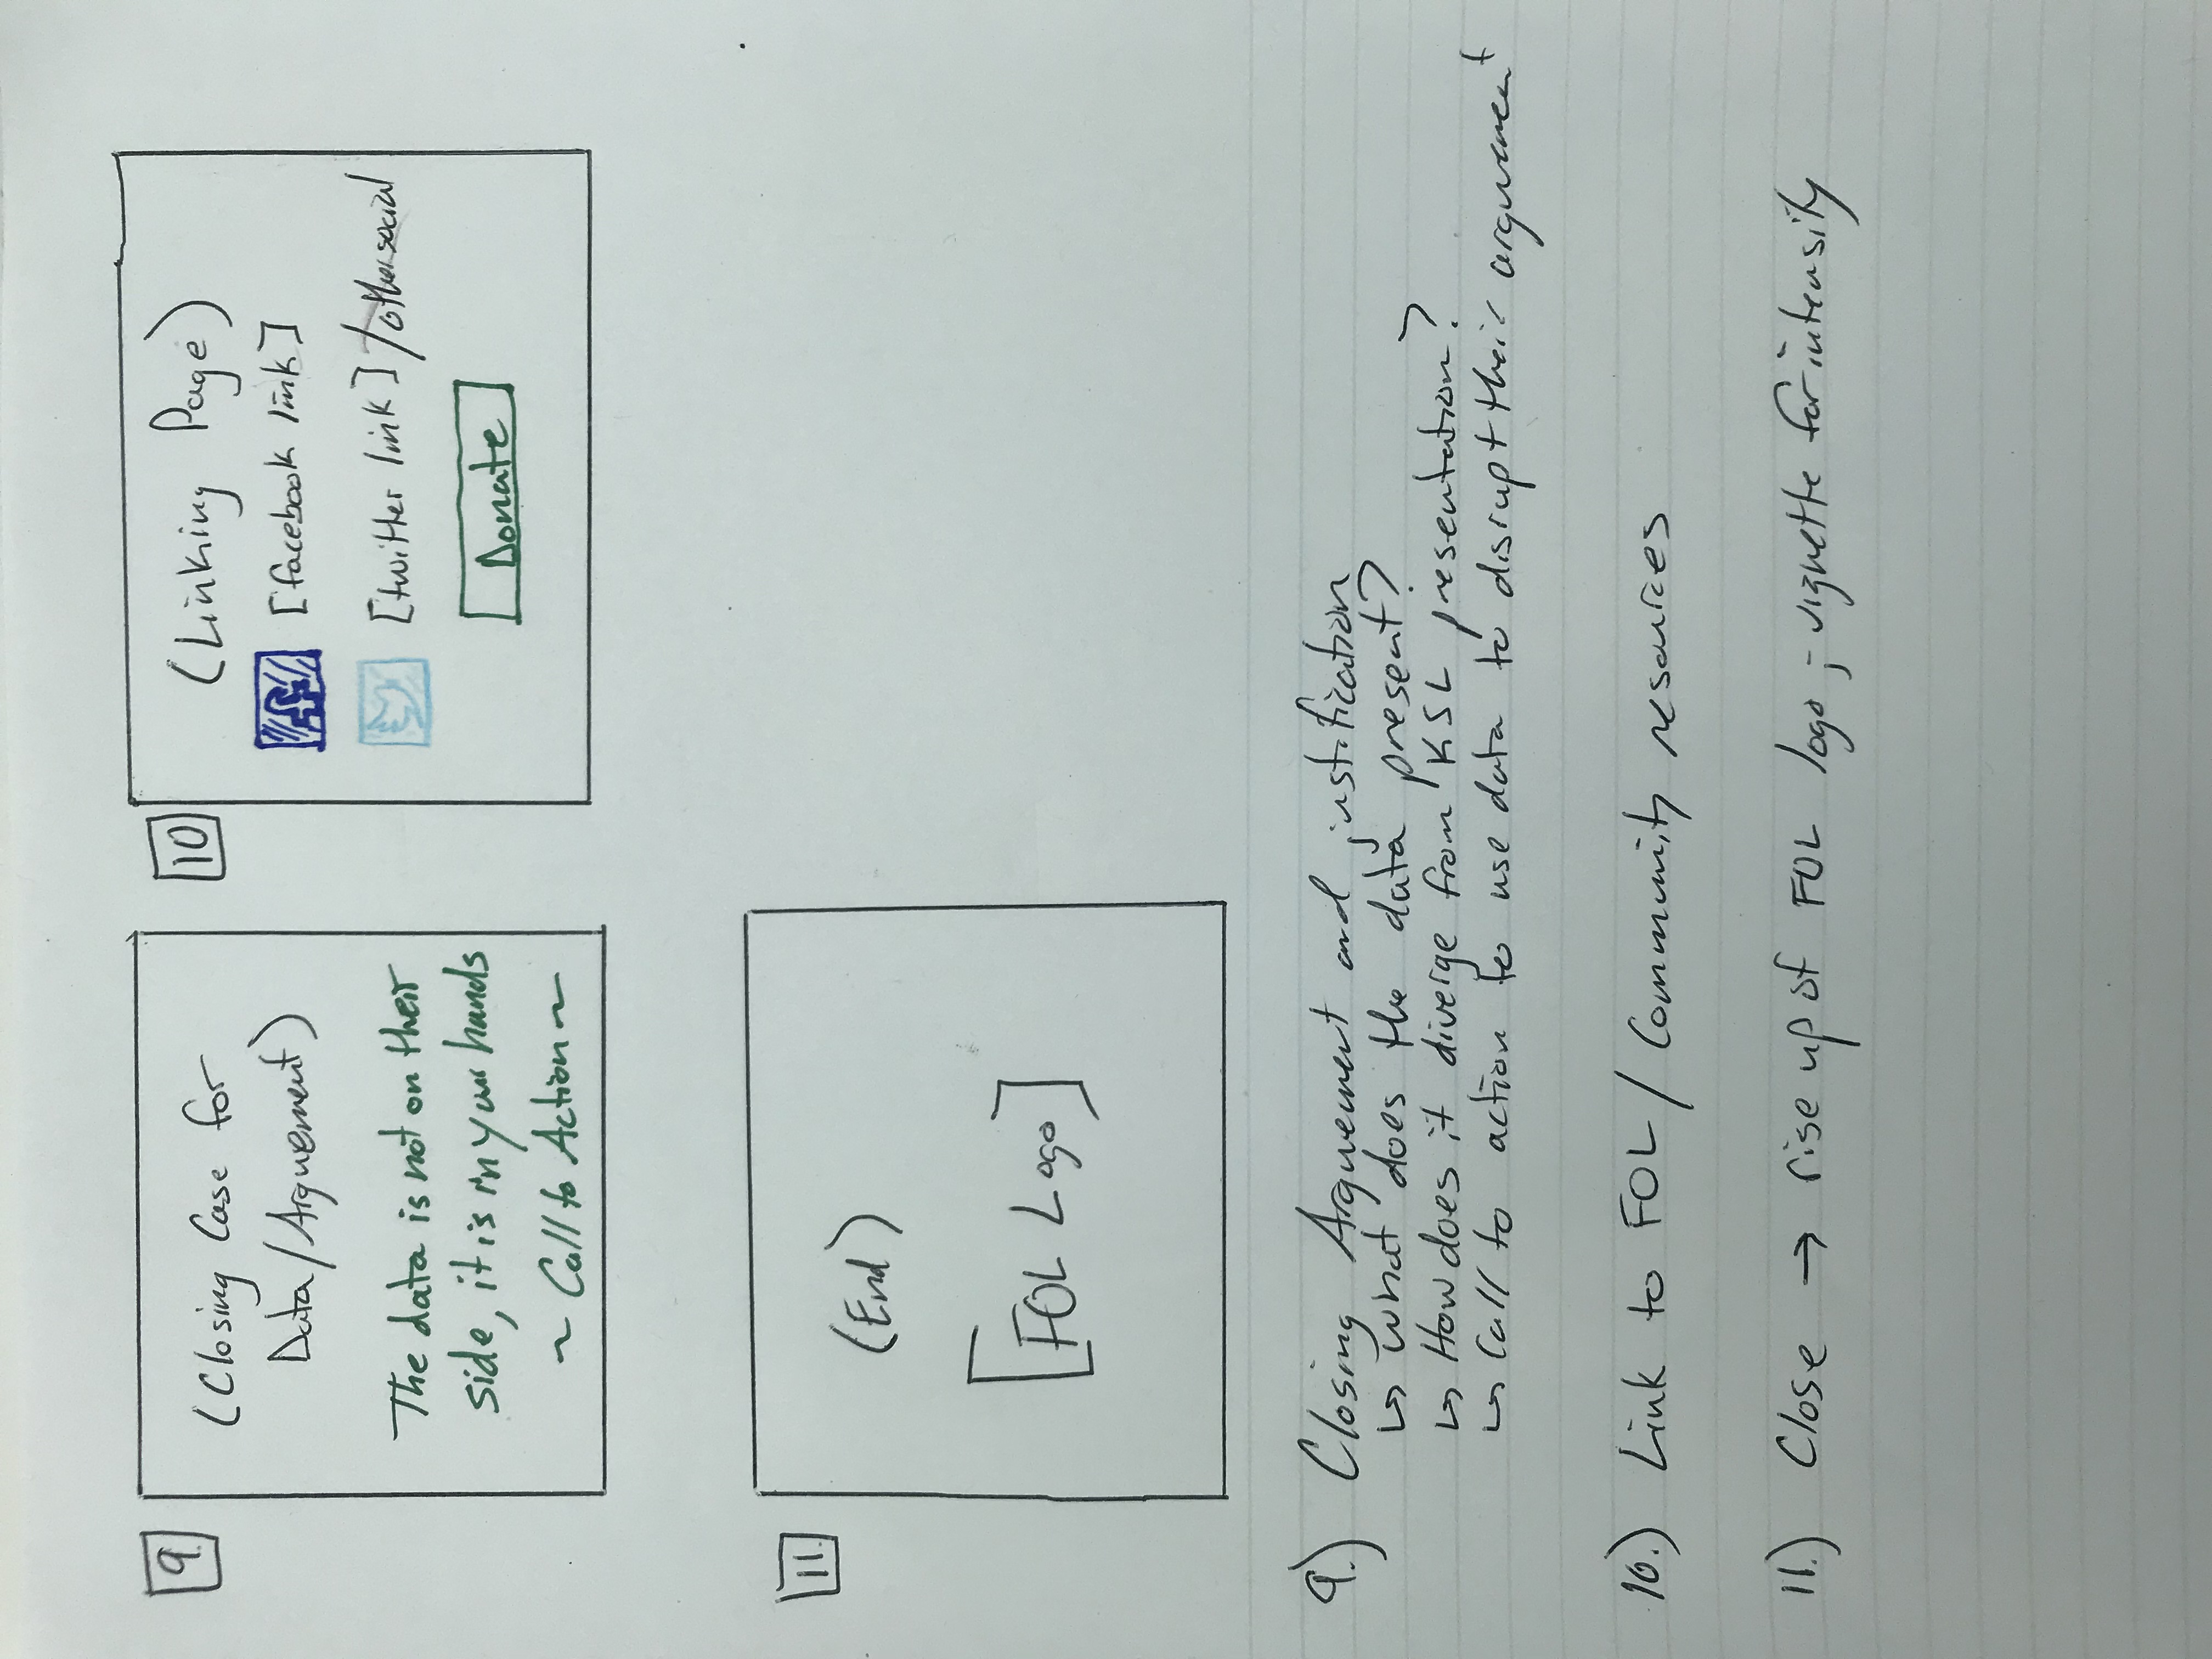 9.
(Closing Case for
Data/Arguement)
The data is not on their
side, it is in your hands
~ Call to Action ~
10
(Linking Page)
f [facebook link]
[twitter link] / other social
Donate
11.
(End)
[FOL Logo]
9.) Closing Arguement and justification
↳ what does the data present?
↳ How does it diverge from KSL presentation?
↳ Call to action to use data to disrupt their arguement
10.) Link to FOL / Community resources
11.) Close → rise up of FOL logo; vignette for intensity